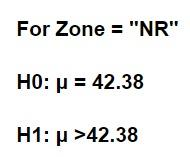 For Zone = "NR"
H0: μ = 42.38
H1: μ >42.38